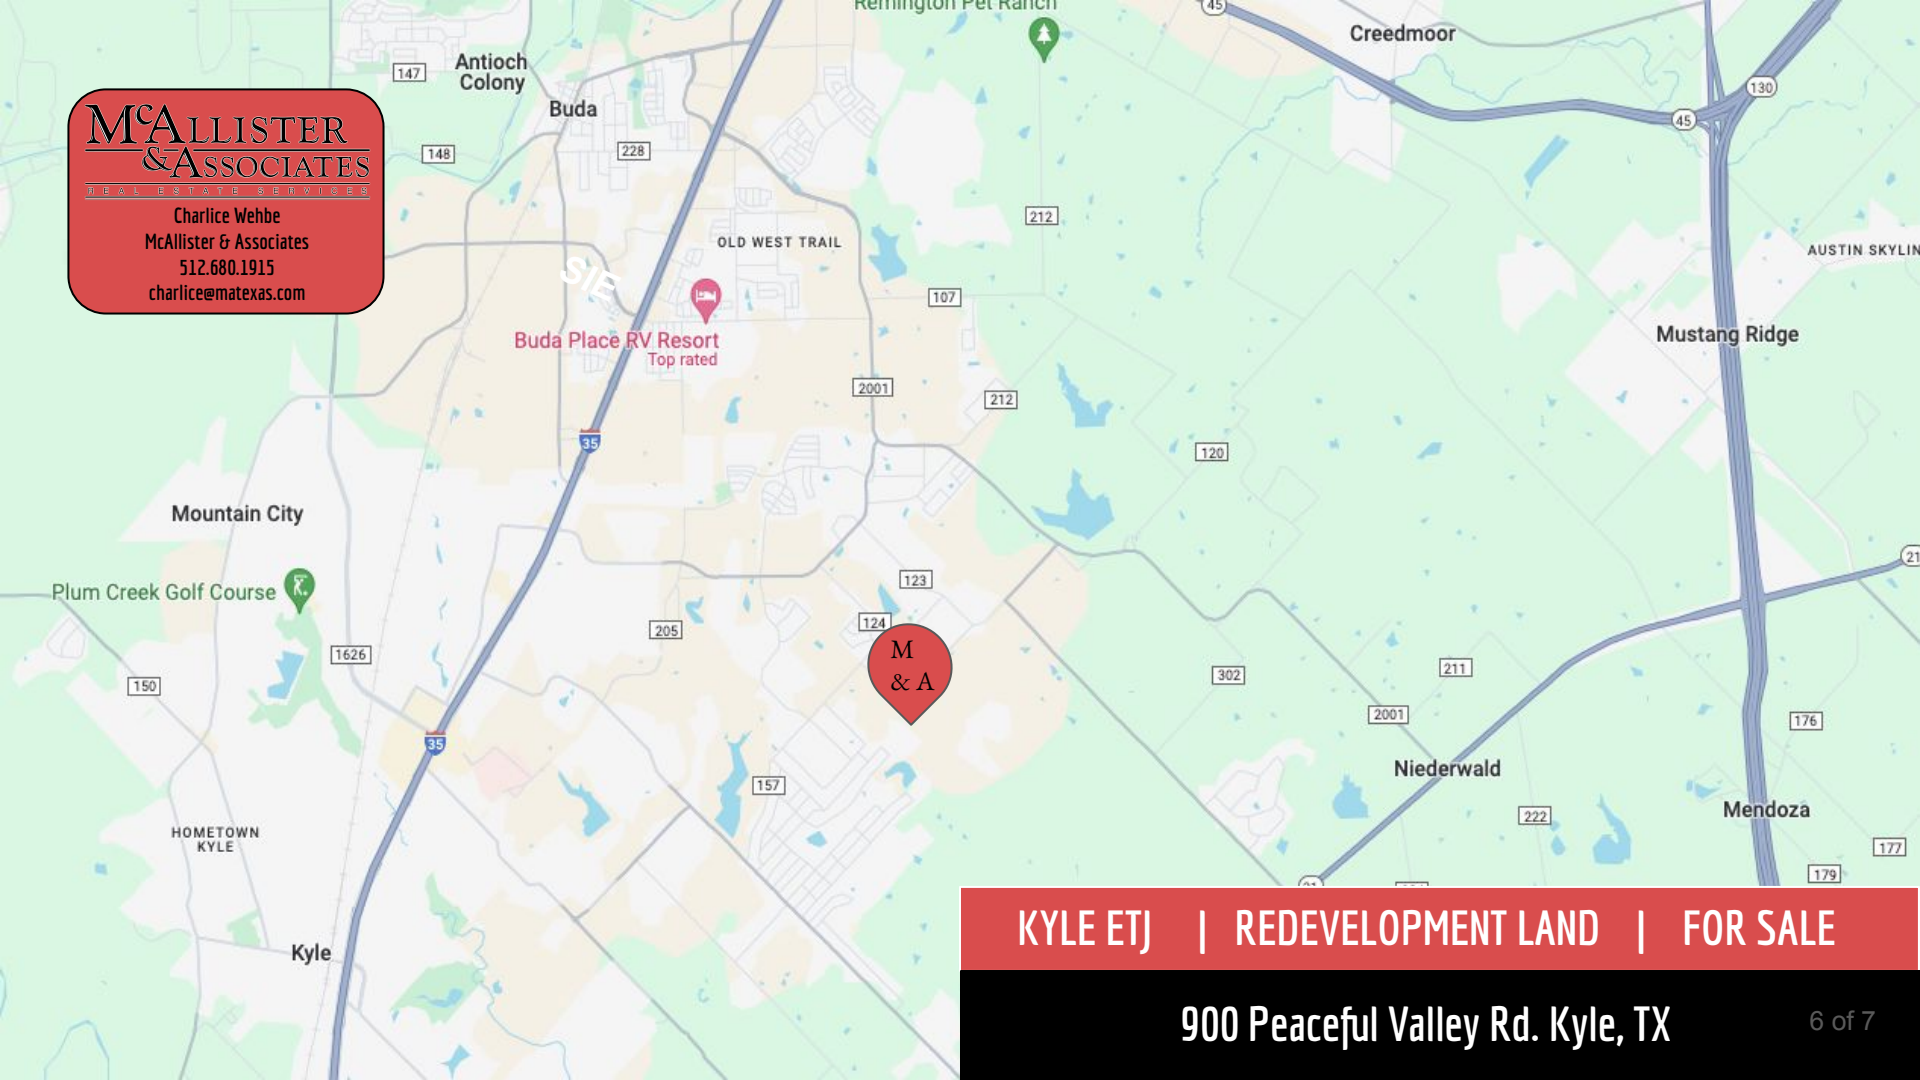 Remington Pet Ranch
45
Creedmoor
Antioch
Colony
147
Buda
130
45
McALLISTER
& ASSOCIATES
REAL ESTATE SERVICES
Charlice Wehbe
McAllister & Associates
512.680.1915
charlice@matexas.com
148
228
212
OLD WEST TRAIL
AUSTIN SKYLIN
SIE
107
Buda Place RV Resort
Top rated
Mustang Ridge
2001
212
35
120
Mountain City
21
Plum Creek Golf Course
123
124
205
M
& A
1626
150
302
211
2001
176
35
157
Niederwald
222
Mendoza
HOMETOWN
KYLE
177
179
21
Kyle
KYLE ETJ | REDEVELOPMENT LAND | FOR SALE
900 Peaceful Valley Rd. Kyle, TX
6 of 7